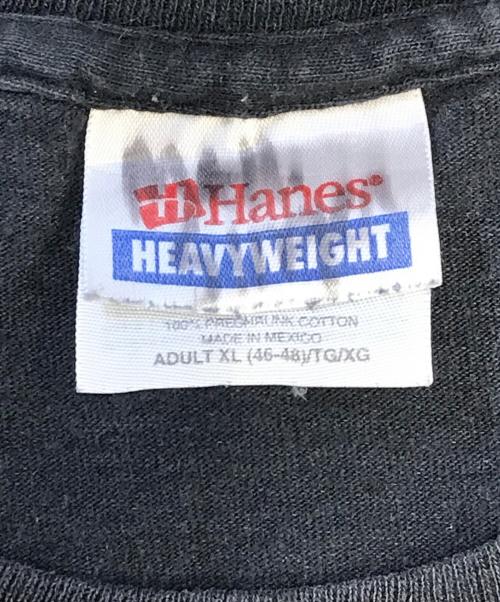 Hanes®
HEAVYWEIGHT
100% PRESHRUNK COTTON
MADE IN MEXICO
ADULT XL (46-48)/TG/XG